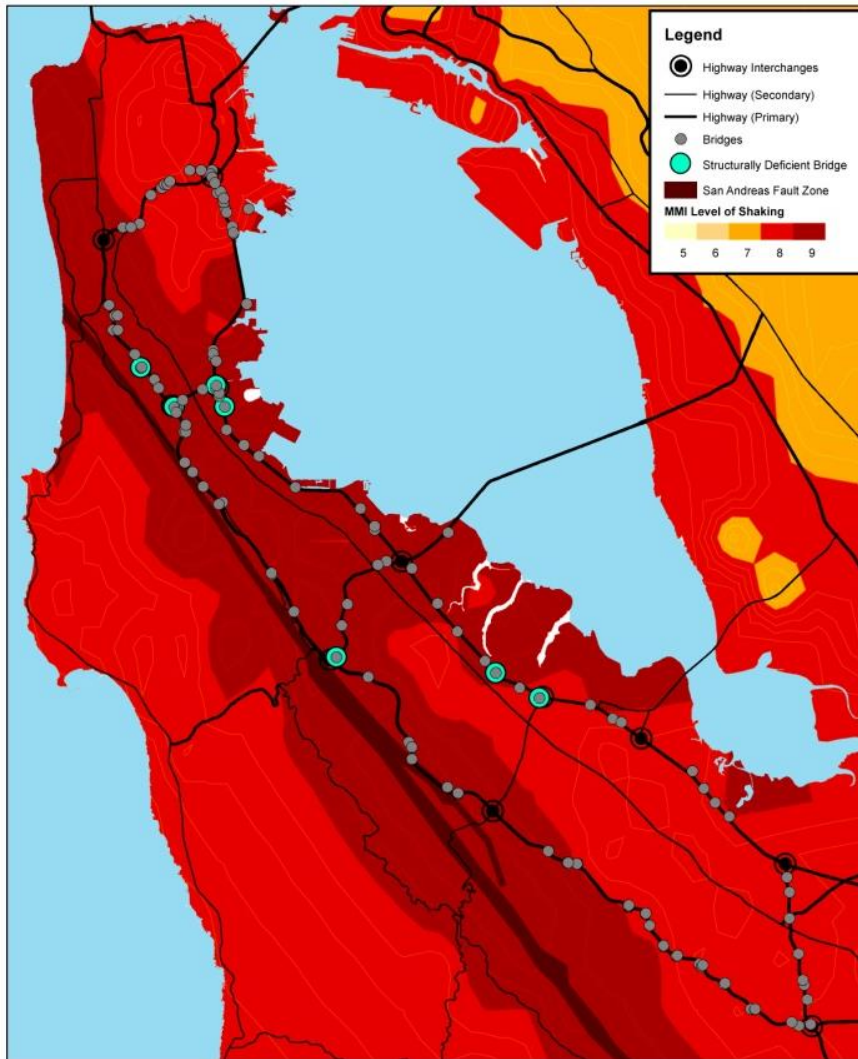 Legend
Highway Interchanges
Highway (Secondary)
Highway (Primary)
Bridges
Structurally Deficient Bridge
San Andreas Fault Zone
MMI Level of Shaking
5 6 7 8 9